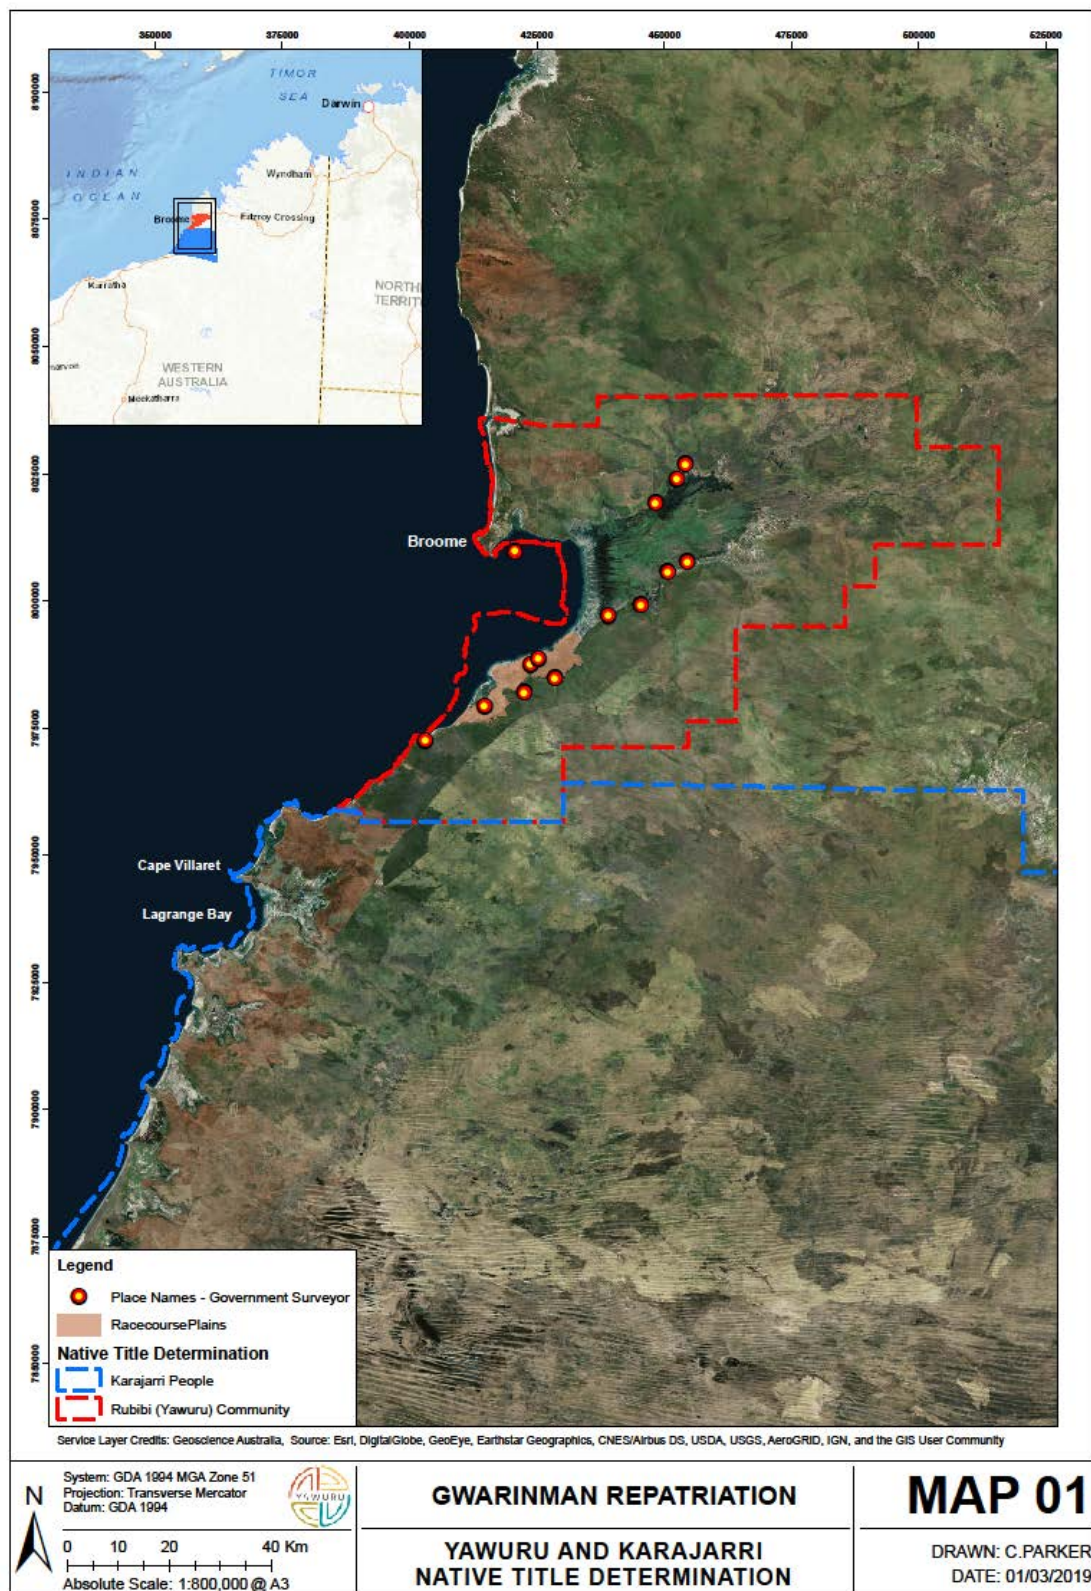 350000 375000 400000 425000 450000 475000 500000 525000
8100000
8075000
8050000
8025000
8000000
7975000
7950000
7925000
7900000
7875000
7850000
TIMOR
SEA
Darwin
INDIAN
OCEAN
Wyndham
Broome
Fitzroy Crossing
Karratha
NORTH
TERRIT
WESTERN
AUSTRALIA
Meekatharra
Broome
Cape Villaret
Lagrange Bay
Legend
Place Names - Government Surveyor
RacecoursePlains
Native Title Determination
Karajarri People
Rubibi (Yawuru) Community
Service Layer Credits: Geoscience Australia, Source: Esri, DigitalGlobe, GeoEye, Earthstar Geographics, CNES/Airbus DS, USDA, USGS, AeroGRID, IGN, and the GIS User Community
N
System: GDA 1994 MGA Zone 51
Projection: Transverse Mercator
Datum: GDA 1994
YAWURU
0 10 20 40 Km
Absolute Scale: 1:800,000 @ A3
GWARINMAN REPATRIATION
YAWURU AND KARAJARRI
NATIVE TITLE DETERMINATION
MAP 01
DRAWN: C.PARKER
DATE: 01/03/2019